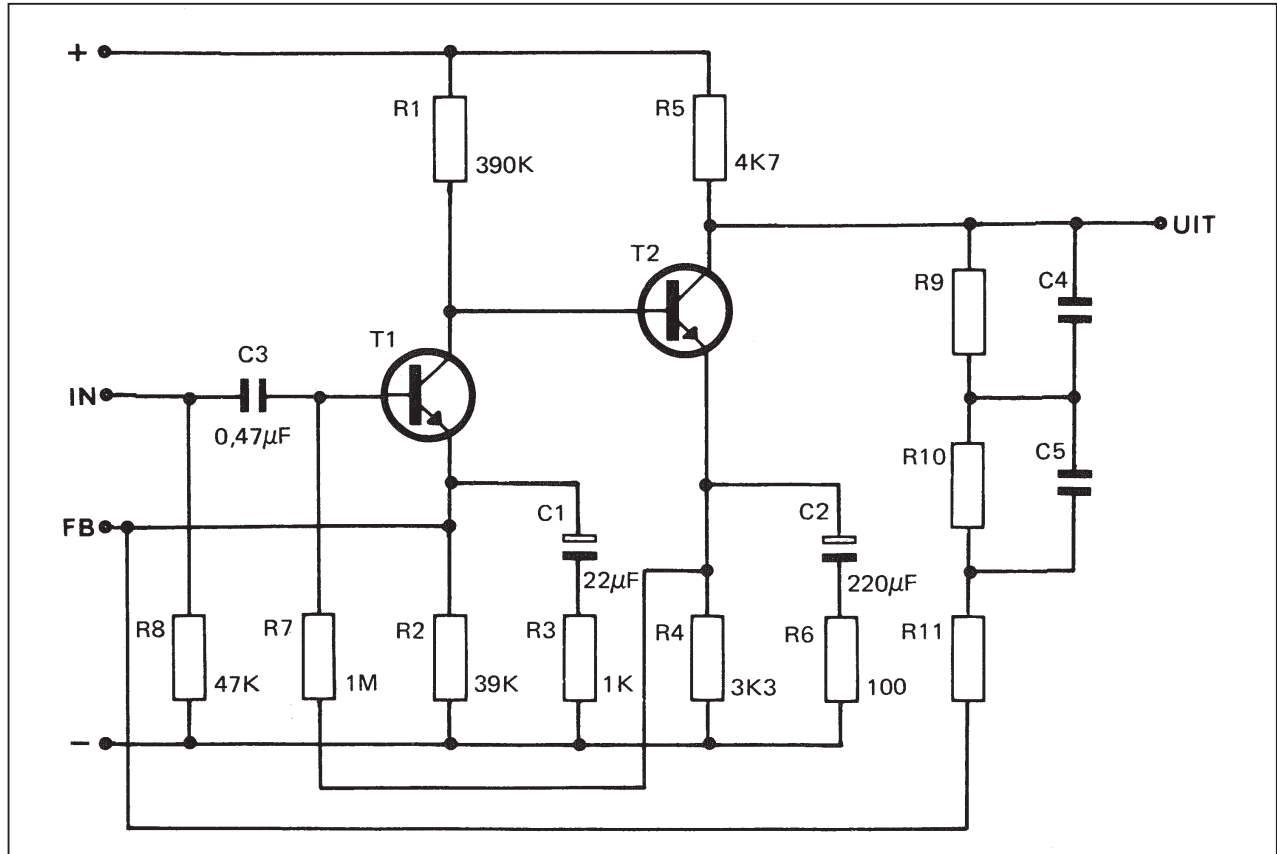 +
R1
390K
R5
4K7
UIT
T2
R9
C4
T1
C3
IN
0,47µF
R10
C5
FB
C1
22µF
C2
220µF
R8
47K
R7
1M
R2
39K
R3
1K
R4
3K3
R6
100
R11
−